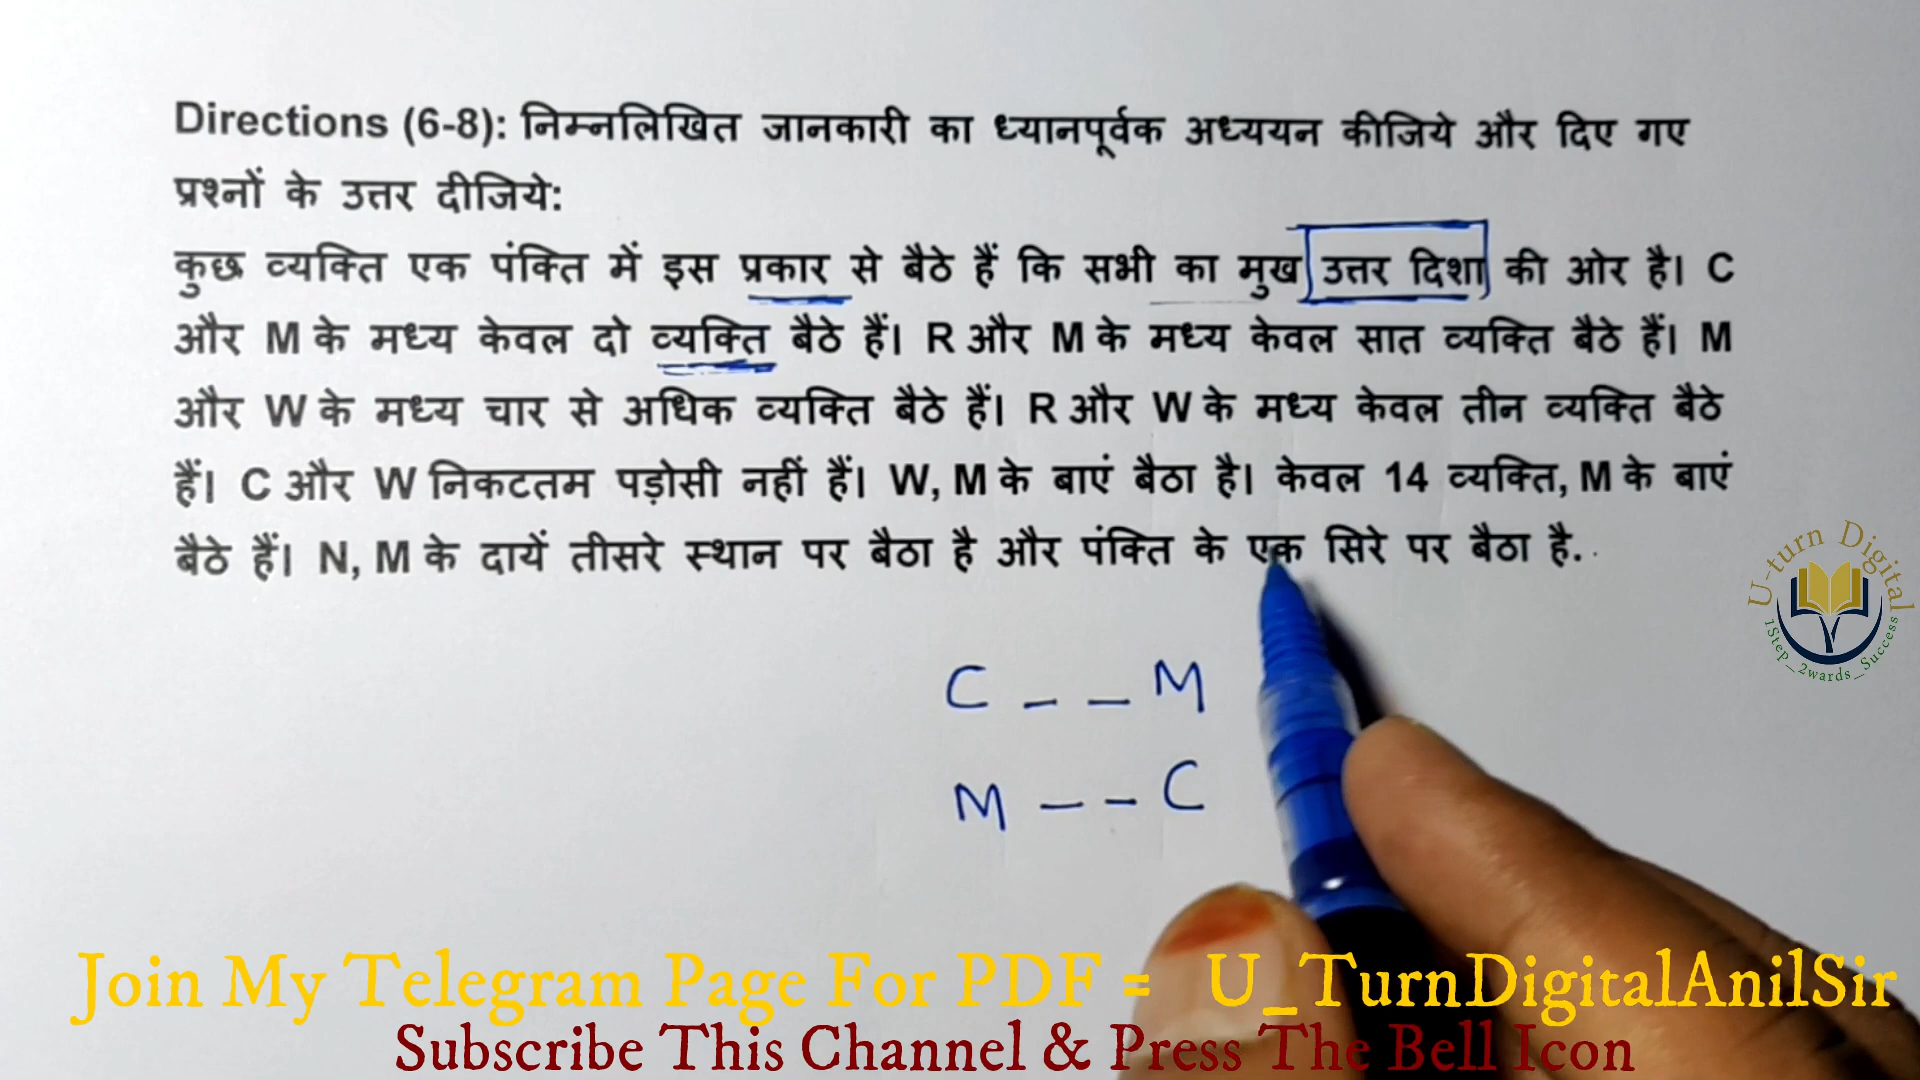 Directions (6-8): निम्नलिखित जानकारी का ध्यानपूर्वक अध्ययन कीजिये और दिए गए
प्रश्नों के उत्तर दीजिये:
कुछ व्यक्ति एक पंक्ति में इस प्रकार से बैठे हैं कि सभी का मुख उत्तर दिशा की ओर है। C
और M के मध्य केवल दो व्यक्ति बैठे हैं। R और M के मध्य केवल सात व्यक्ति बैठे हैं। M
और W के मध्य चार से अधिक व्यक्ति बैठे हैं। R और W के मध्य केवल तीन व्यक्ति बैठे
हैं। C और W निकटतम पड़ोसी नहीं हैं। W, M के बाएं बैठा है। केवल 14 व्यक्ति, M के बाएं
बैठे हैं। N, M के दायें तीसरे स्थान पर बैठा है और पंक्ति के एक सिरे पर बैठा है.
C _ _ M
M _ _ C
U-turn Digital
1Step_2wards_Success
Join My Telegram Page For PDF = U_TurnDigitalAnilSir
Subscribe This Channel & Press The Bell Icon